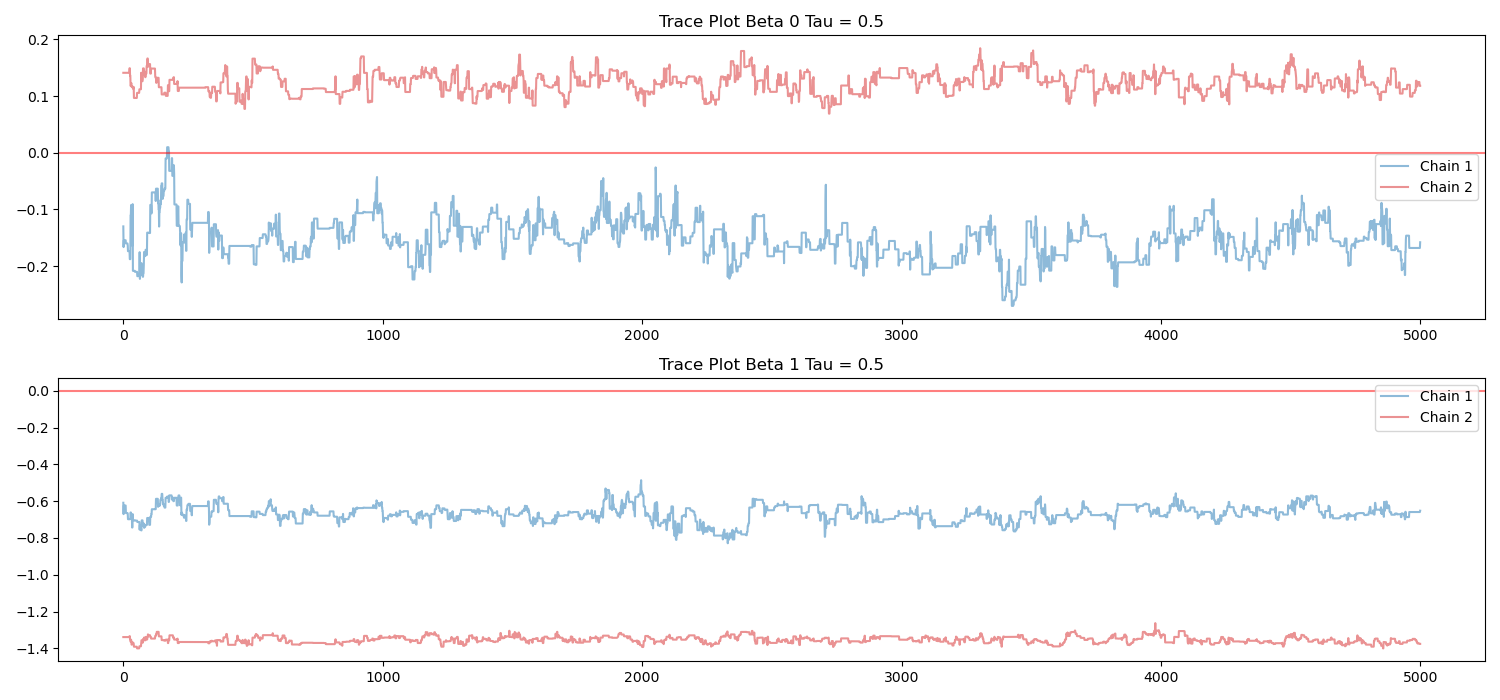 Trace Plot Beta 0 Tau = 0.5
0.2
0.1
0.0
−0.1
−0.2
Chain 1
Chain 2
0 1000 2000 3000 4000 5000
Trace Plot Beta 1 Tau = 0.5
0.0
−0.2
−0.4
−0.6
−0.8
−1.0
−1.2
−1.4
Chain 1
Chain 2
0 1000 2000 3000 4000 5000